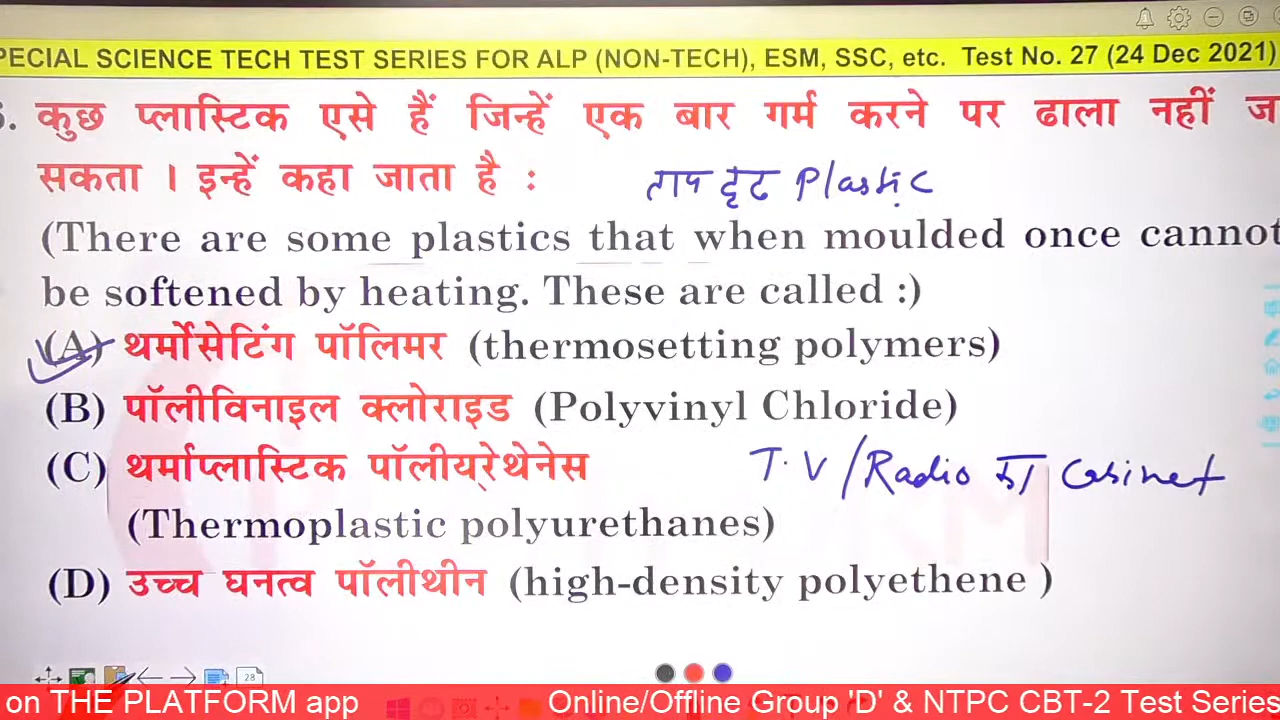 PECIAL SCIENCE TECH TEST SERIES FOR ALP (NON-TECH), ESM, SSC, etc. Test No. 27 (24 Dec 2021)
कुछ प्लास्टिक एसे हैं जिन्हें एक बार गर्म करने पर ढाला नहीं ज
सकता । इन्हें कहा जाता है :
ताप दृढ Plastic
(There are some plastics that when moulded once cannot
be softened by heating. These are called :)
(A) थर्मोसेटिंग पॉलिमर (thermosetting polymers)
(B) पॉलीविनाइल क्लोराइड (Polyvinyl Chloride)
(C) थर्माप्लास्टिक पॉलीयूरेथेनेस
T.V/Radio का Cabinet
(Thermoplastic polyurethanes)
(D) उच्च घनत्व पॉलीथीन (high-density polyethene )
28
on THE PLATFORM app Online/Offline Group 'D' & NTPC CBT-2 Test Series